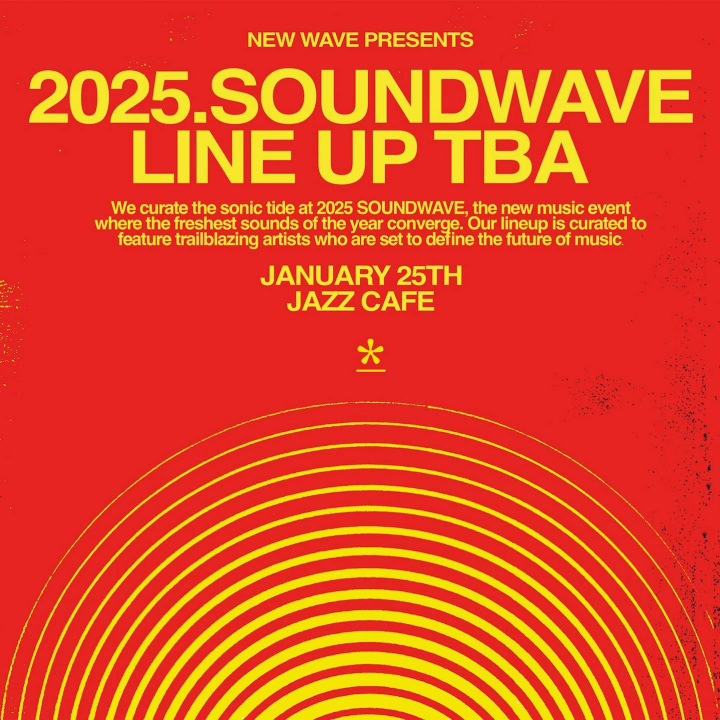 NEW WAVE PRESENTS
2025.SOUNDWAVE
LINE UP TBA
We curate the sonic tide at 2025 SOUNDWAVE, the new music event
where the freshest sounds of the year converge. Our lineup is curated to
feature trailblazing artists who are set to define the future of music.
JANUARY 25TH
JAZZ CAFE
*